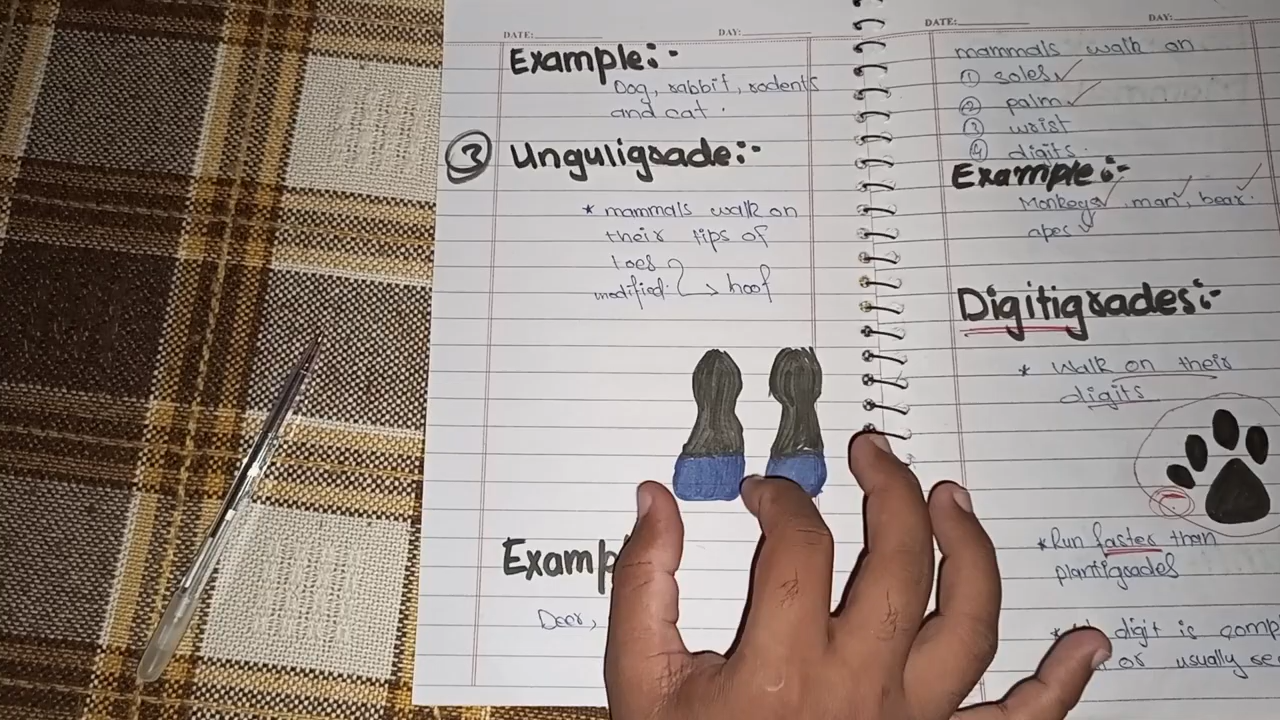 DATE: DAY:
Example:-
Dog, rabbit, rodents
and cat.
③ Unguligrade:-
* mammals walk on
their tips of
toes
modified. → hoof
Examp
Deer,
DATE: DAY:
mammals walk on
① soles ✓
② palm ✓
③ wrist
④ digits.
Example:-
Monkeys, man, bear.
apes
Digitigrades:-
* Walk on their
digits
*Run faster than
plantigrades
digit is comp
or usually